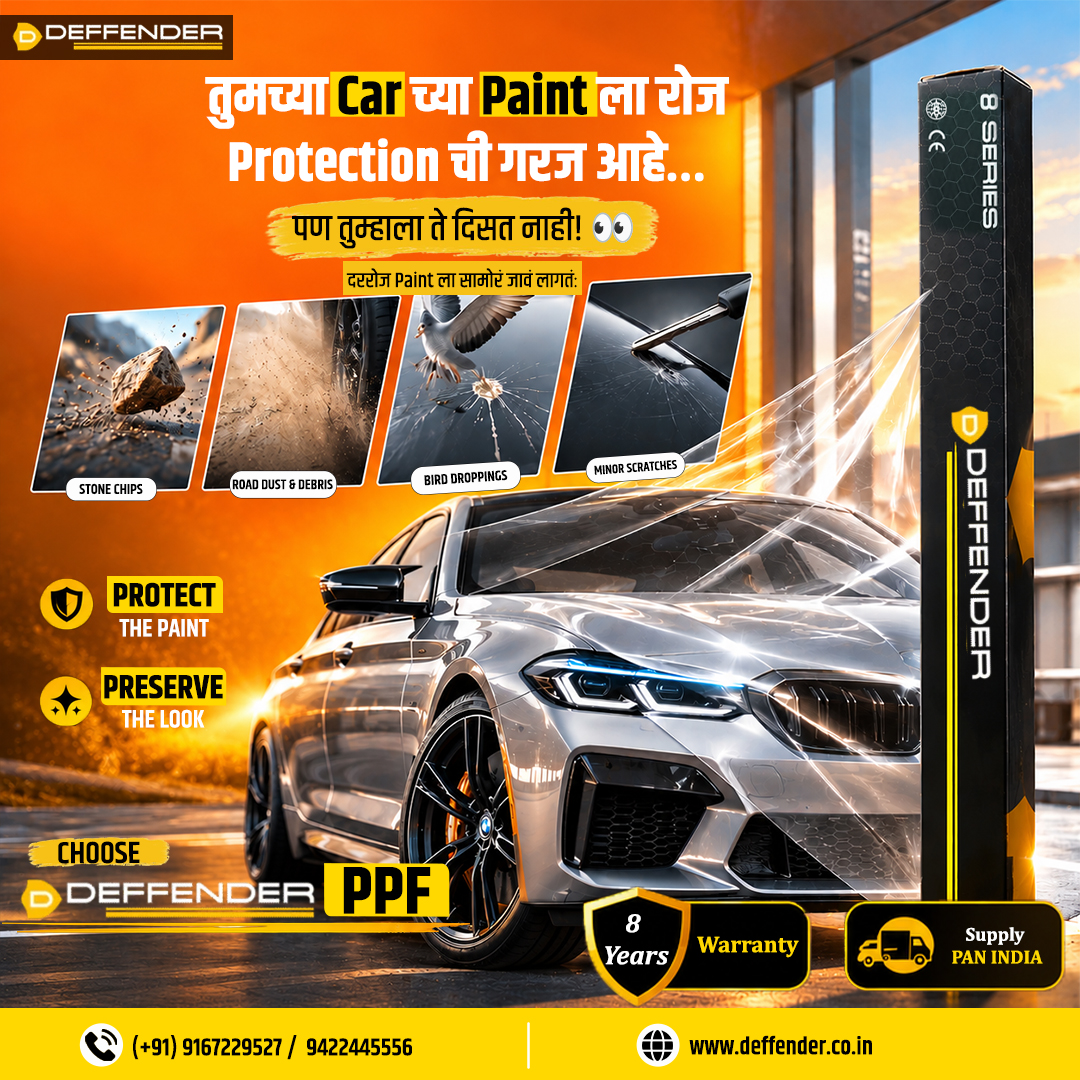 DEFFENDER
तुमच्या Car च्या Paint ला रोज
Protection ची गरज आहे...
पण तुम्हाला ते दिसत नाही! 👀
दररोज Paint ला सामोरं जावं लागतं:
STONE CHIPS
ROAD DUST & DEBRIS
BIRD DROPPINGS
MINOR SCRATCHES
8 SERIES
CE
DEFFENDER
PROTECT
THE PAINT
PRESERVE
THE LOOK
CHOOSE
DEFFENDER PPF
8
Years
Warranty
Supply
PAN INDIA
(+91) 9167229527 / 9422445556
www.deffender.co.in